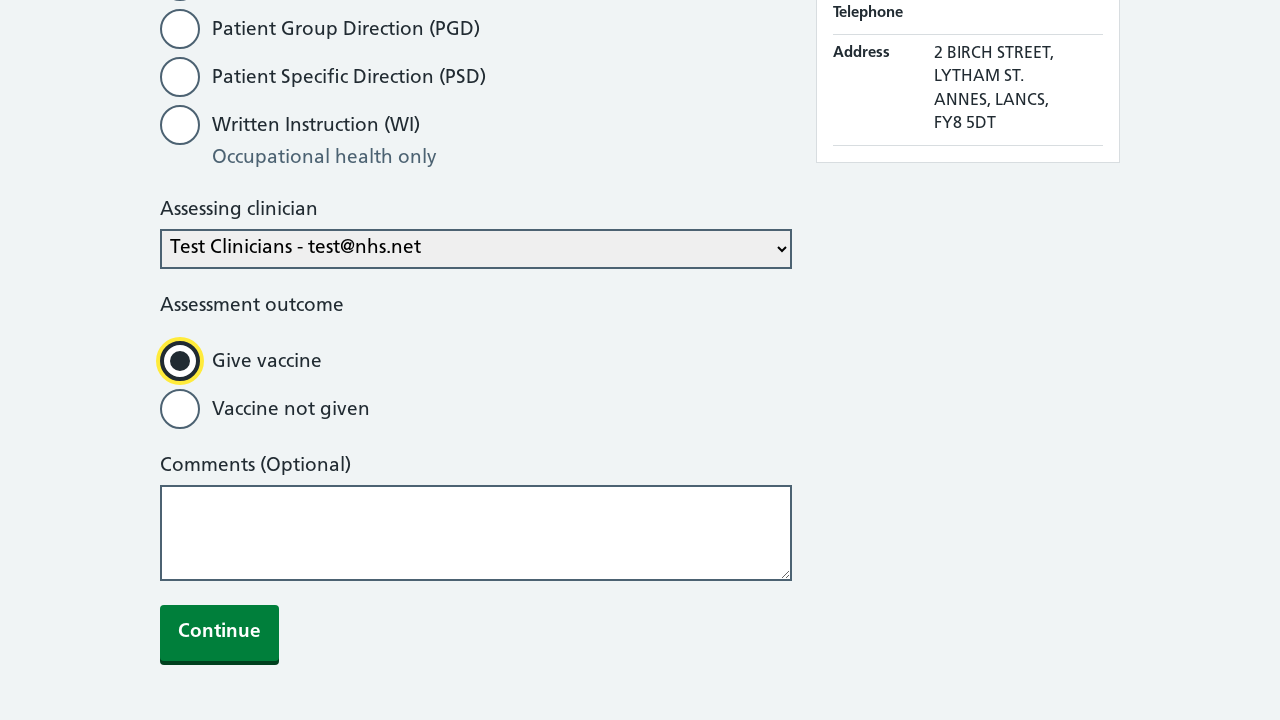 Patient Group Direction (PGD)
Patient Specific Direction (PSD)
Written Instruction (WI)
Occupational health only
Assessing clinician
Test Clinicians - test@nhs.net
Assessment outcome
Give vaccine
Vaccine not given
Comments (Optional)
Continue
Telephone
Address
2 BIRCH STREET,
LYTHAM ST.
ANNES, LANCS,
FY8 5DT